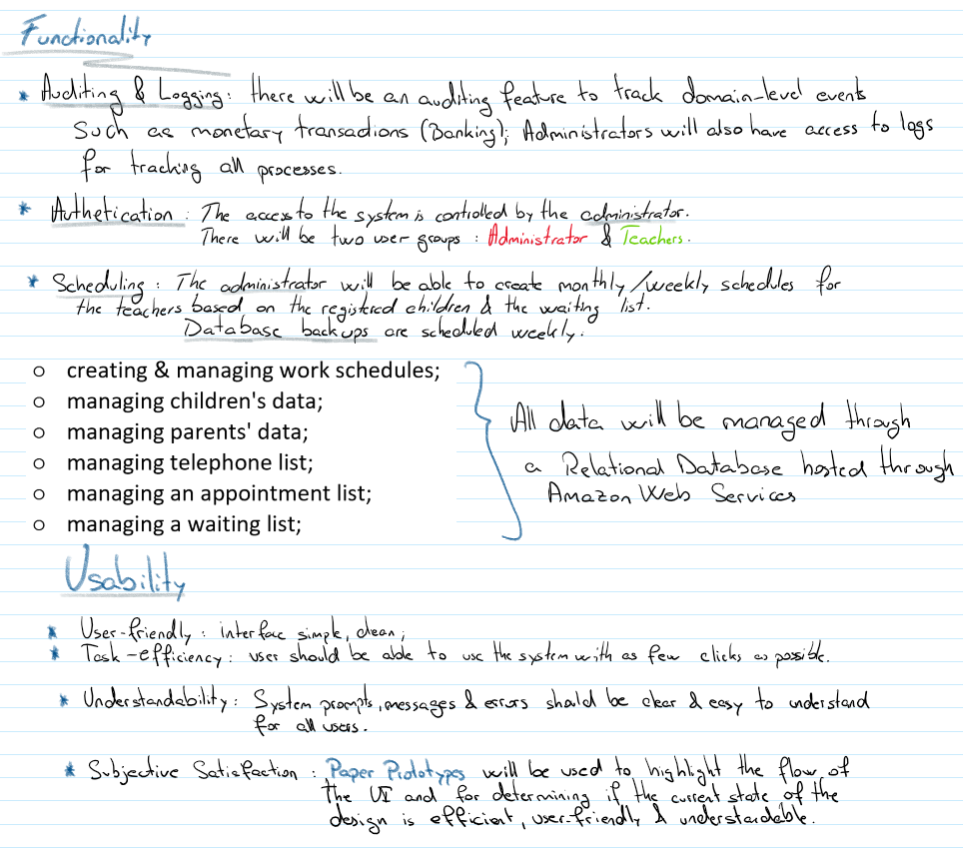 Functionality
* Auditing & Logging: there will be an auditing feature to track domain-level events
Such as monetary transactions (Banking); Administrators will also have access to logs
for tracking all processes.
* Authetication : The access to the system is controlled by the administrator.
There will be two user groups : Administrator & Teachers.
* Scheduling : The administrator will be able to create monthly/weekly schedules for
the teachers based on the registered children & the waiting list.
Database backups are scheduled weekly.
o creating & managing work schedules;
o managing children's data;
o managing parents' data;
o managing telephone list;
o managing an appointment list;
o managing a waiting list;
All data will be managed through
a Relational Database hosted through
Amazon Web Services
Usability
* User-friendly : interface simple, clean;
* Task-efficiency : user should be able to use the system with as few clicks as possible.
* Understandability : System prompts, messages & errors should be clear & easy to understand
for all users.
* Subjective Satisfaction : Paper Prototypes will be used to highlight the flow of
the UI and for determining if the current state of the
design is efficient, user-friendly & understandable.